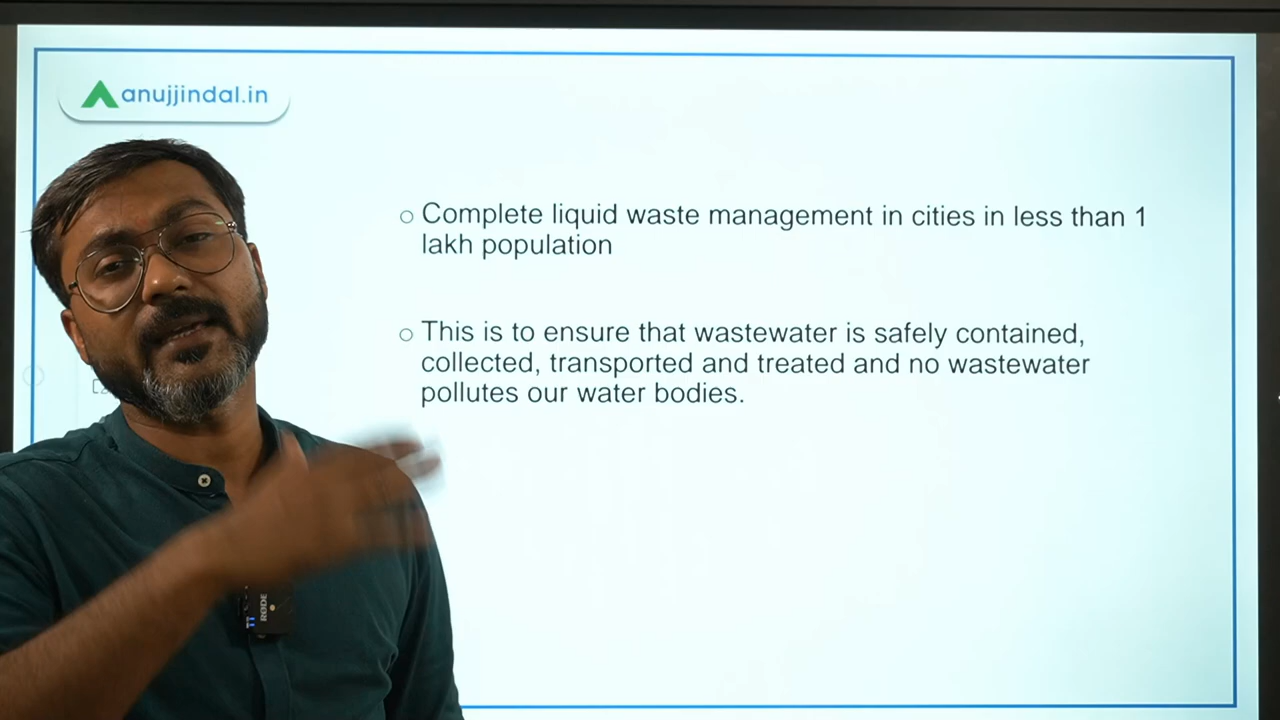 anujjindal.in
○ Complete liquid waste management in cities in less than 1
lakh population
○ This is to ensure that wastewater is safely contained,
collected, transported and treated and no wastewater
pollutes our water bodies.
RØDE